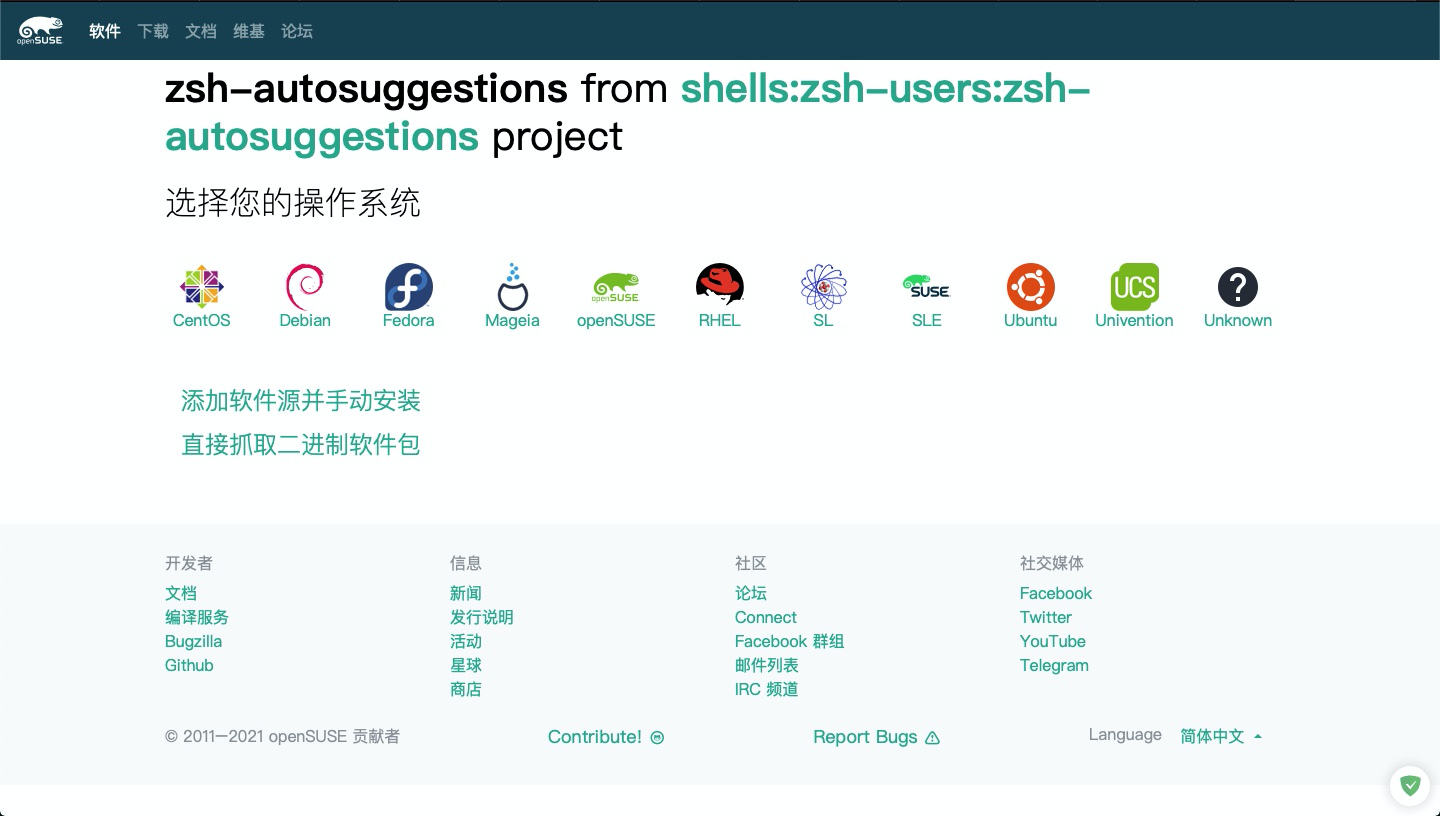 openSUSE 软件 下载 文档 维基 论坛
zsh-autosuggestions from shells:zsh-users:zsh-
autosuggestions project
选择您的操作系统
openSUSE SUSE UCS ?
CentOS Debian Fedora Mageia openSUSE RHEL SL SLE Ubuntu Univention Unknown
添加软件源并手动安装
直接抓取二进制软件包
开发者 信息 社区 社交媒体
文档 新闻 论坛 Facebook
编译服务 发行说明 Connect Twitter
Bugzilla 活动 Facebook 群组 YouTube
Github 星球 邮件列表 Telegram
商店 IRC 频道
© 2011–2021 openSUSE 贡献者 Contribute! Report Bugs Language 简体中文